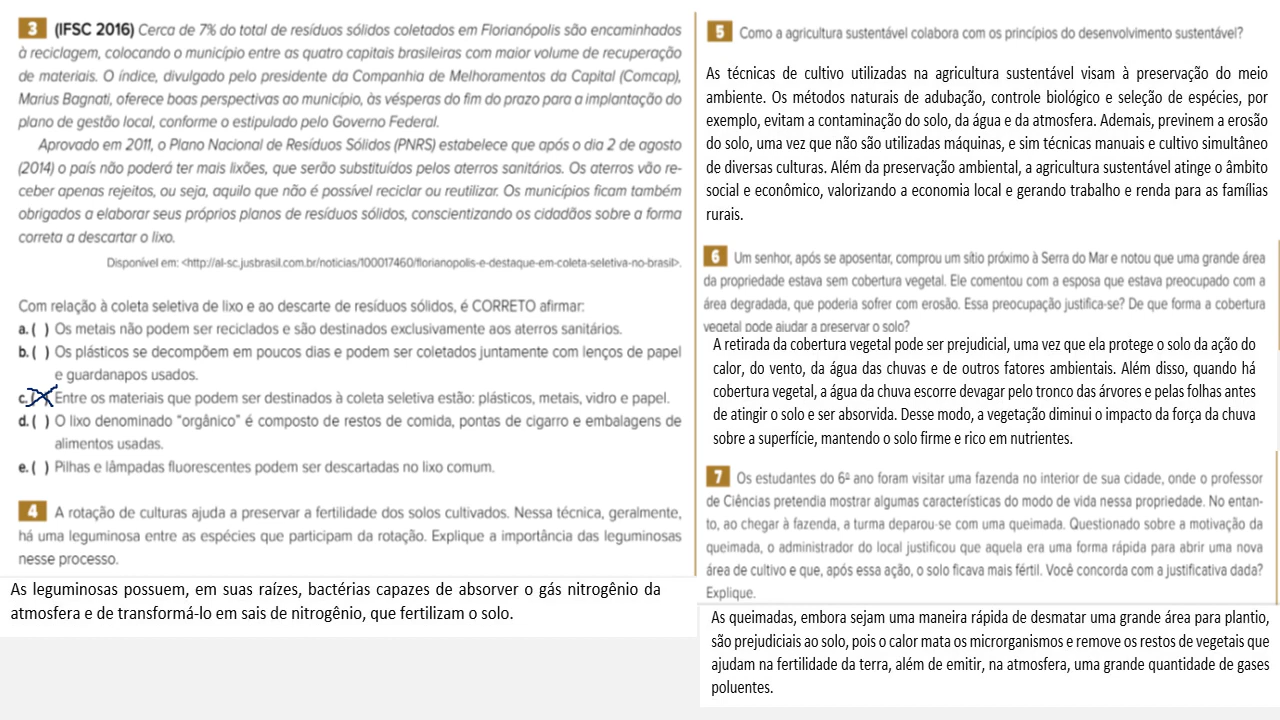 3 (IFSC 2016) Cerca de 7% do total de resíduos sólidos coletados em Florianópolis são encaminhados
à reciclagem, colocando o município entre as quatro capitais brasileiras com maior volume de recuperação
de materiais. O índice, divulgado pelo presidente da Companhia de Melhoramentos da Capital (Comcap),
Marius Bagnati, oferece boas perspectivas ao município, às vésperas do fim do prazo para a implantação do
plano de gestão local, conforme o estipulado pelo Governo Federal.
Aprovado em 2011, o Plano Nacional de Resíduos Sólidos (PNRS) estabelece que após o dia 2 de agosto
(2014) o país não poderá ter mais lixões, que serão substituídos pelos aterros sanitários. Os aterros vão re-
ceber apenas rejeitos, ou seja, aquilo que não é possível reciclar ou reutilizar. Os municípios ficam também
obrigados a elaborar seus próprios planos de resíduos sólidos, conscientizando os cidadãos sobre a forma
correta a descartar o lixo.
Disponível em: <http://al-sc.jusbrasil.com.br/noticias/100017460/florianopolis-e-destaque-em-coleta-seletiva-no-brasil>.
Com relação à coleta seletiva de lixo e ao descarte de resíduos sólidos, é CORRETO afirmar:
a. ( ) Os metais não podem ser reciclados e são destinados exclusivamente aos aterros sanitários.
b. ( ) Os plásticos se decompõem em poucos dias e podem ser coletados juntamente com lenços de papel
e guardanapos usados.
c. (X) Entre os materiais que podem ser destinados à coleta seletiva estão: plásticos, metais, vidro e papel.
d. ( ) O lixo denominado “orgânico” é composto de restos de comida, pontas de cigarro e embalagens de
alimentos usadas.
e. ( ) Pilhas e lâmpadas fluorescentes podem ser descartadas no lixo comum.
4 A rotação de culturas ajuda a preservar a fertilidade dos solos cultivados. Nessa técnica, geralmente,
há uma leguminosa entre as espécies que participam da rotação. Explique a importância das leguminosas
nesse processo.
As leguminosas possuem, em suas raízes, bactérias capazes de absorver o gás nitrogênio da
atmosfera e de transformá-lo em sais de nitrogênio, que fertilizam o solo.
5 Como a agricultura sustentável colabora com os princípios do desenvolvimento sustentável?
As técnicas de cultivo utilizadas na agricultura sustentável visam à preservação do meio
ambiente. Os métodos naturais de adubação, controle biológico e seleção de espécies, por
exemplo, evitam a contaminação do solo, da água e da atmosfera. Ademais, previnem a erosão
do solo, uma vez que não são utilizadas máquinas, e sim técnicas manuais e cultivo simultâneo
de diversas culturas. Além da preservação ambiental, a agricultura sustentável atinge o âmbito
social e econômico, valorizando a economia local e gerando trabalho e renda para as famílias
rurais.
6 Um senhor, após se aposentar, comprou um sítio próximo à Serra do Mar e notou que uma grande área
da propriedade estava sem cobertura vegetal. Ele comentou com a esposa que estava preocupado com a
área degradada, que poderia sofrer com erosão. Essa preocupação justifica-se? De que forma a cobertura
vegetal pode ajudar a preservar o solo?
A retirada da cobertura vegetal pode ser prejudicial, uma vez que ela protege o solo da ação do
calor, do vento, da água das chuvas e de outros fatores ambientais. Além disso, quando há
cobertura vegetal, a água da chuva escorre devagar pelo tronco das árvores e pelas folhas antes
de atingir o solo e ser absorvida. Desse modo, a vegetação diminui o impacto da força da chuva
sobre a superfície, mantendo o solo firme e rico em nutrientes.
7 Os estudantes do 6º ano foram visitar uma fazenda no interior de sua cidade, onde o professor
de Ciências pretendia mostrar algumas características do modo de vida nessa propriedade. No entan-
to, ao chegar à fazenda, a turma deparou-se com uma queimada. Questionado sobre a motivação da
queimada, o administrador do local justificou que aquela era uma forma rápida para abrir uma nova
área de cultivo e que, após essa ação, o solo ficava mais fértil. Você concorda com a justificativa dada?
Explique.
As queimadas, embora sejam uma maneira rápida de desmatar uma grande área para plantio,
são prejudiciais ao solo, pois o calor mata os microrganismos e remove os restos de vegetais que
ajudam na fertilidade da terra, além de emitir, na atmosfera, uma grande quantidade de gases
poluentes.